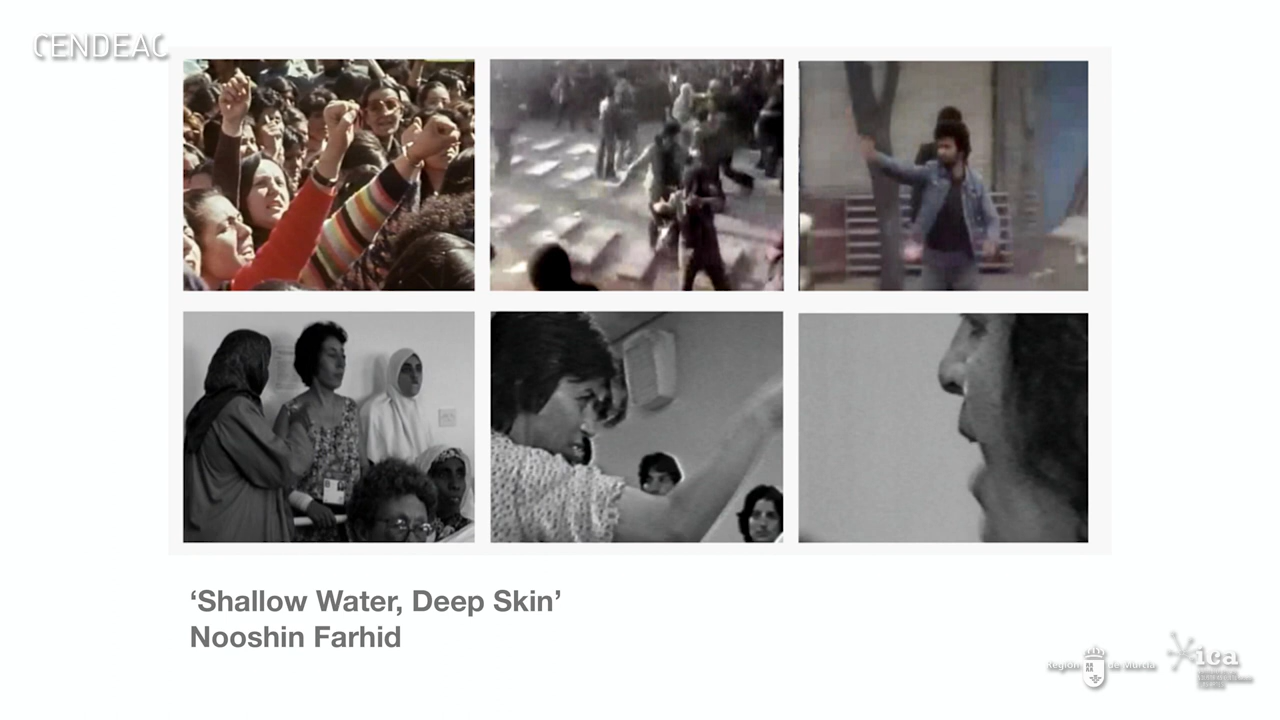 CENDEAC
‘Shallow Water, Deep Skin’
Nooshin Farhid
Región de Murcia
ica